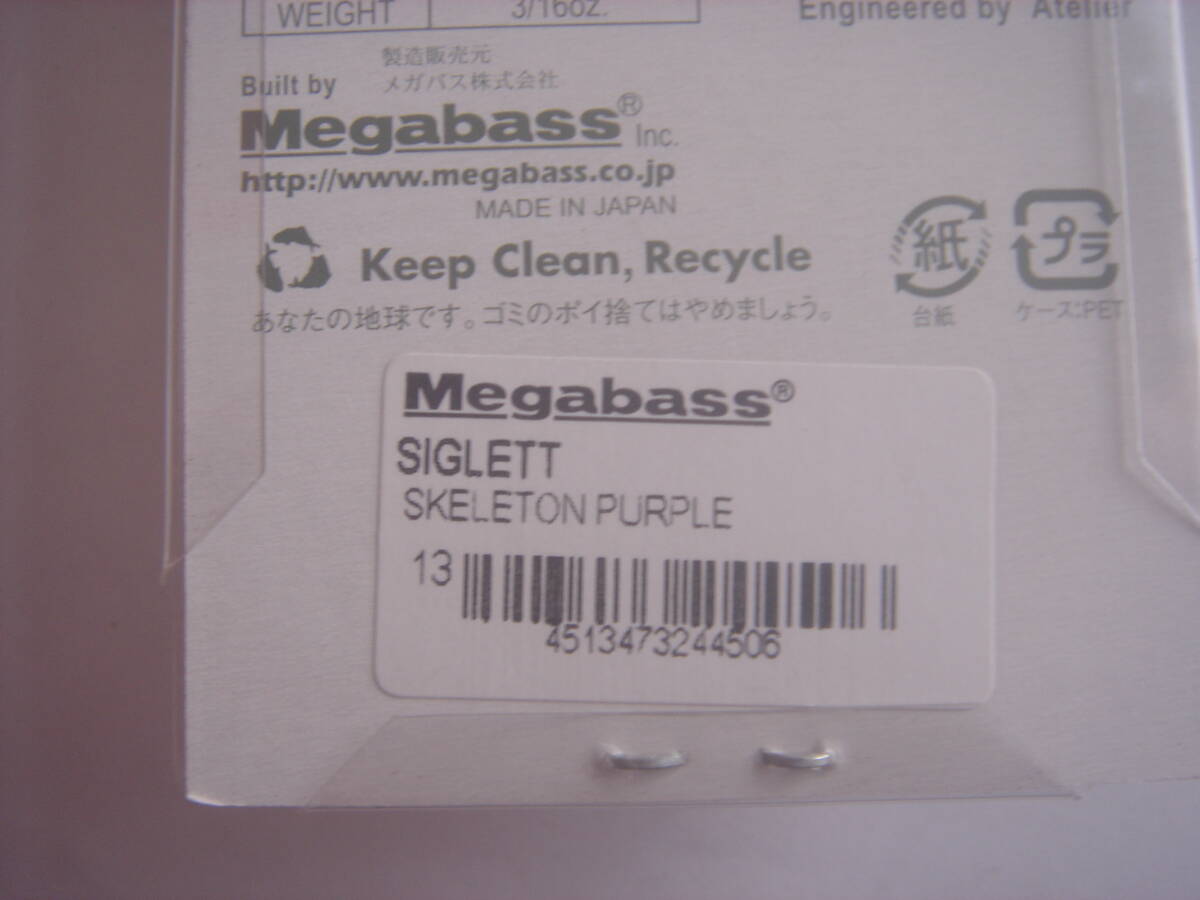 WEIGHT 3/16oz.
Engineered by Atelier
製造販売元
Built by メガバス株式会社
Megabass® Inc.
http://www.megabass.co.jp
MADE IN JAPAN
Keep Clean, Recycle
あなたの地球です。ゴミのポイ捨てはやめましょう。
紙
台紙
プラ
ケース:PET
Megabass®
SIGLETT
SKELETON PURPLE
13
4513473244506